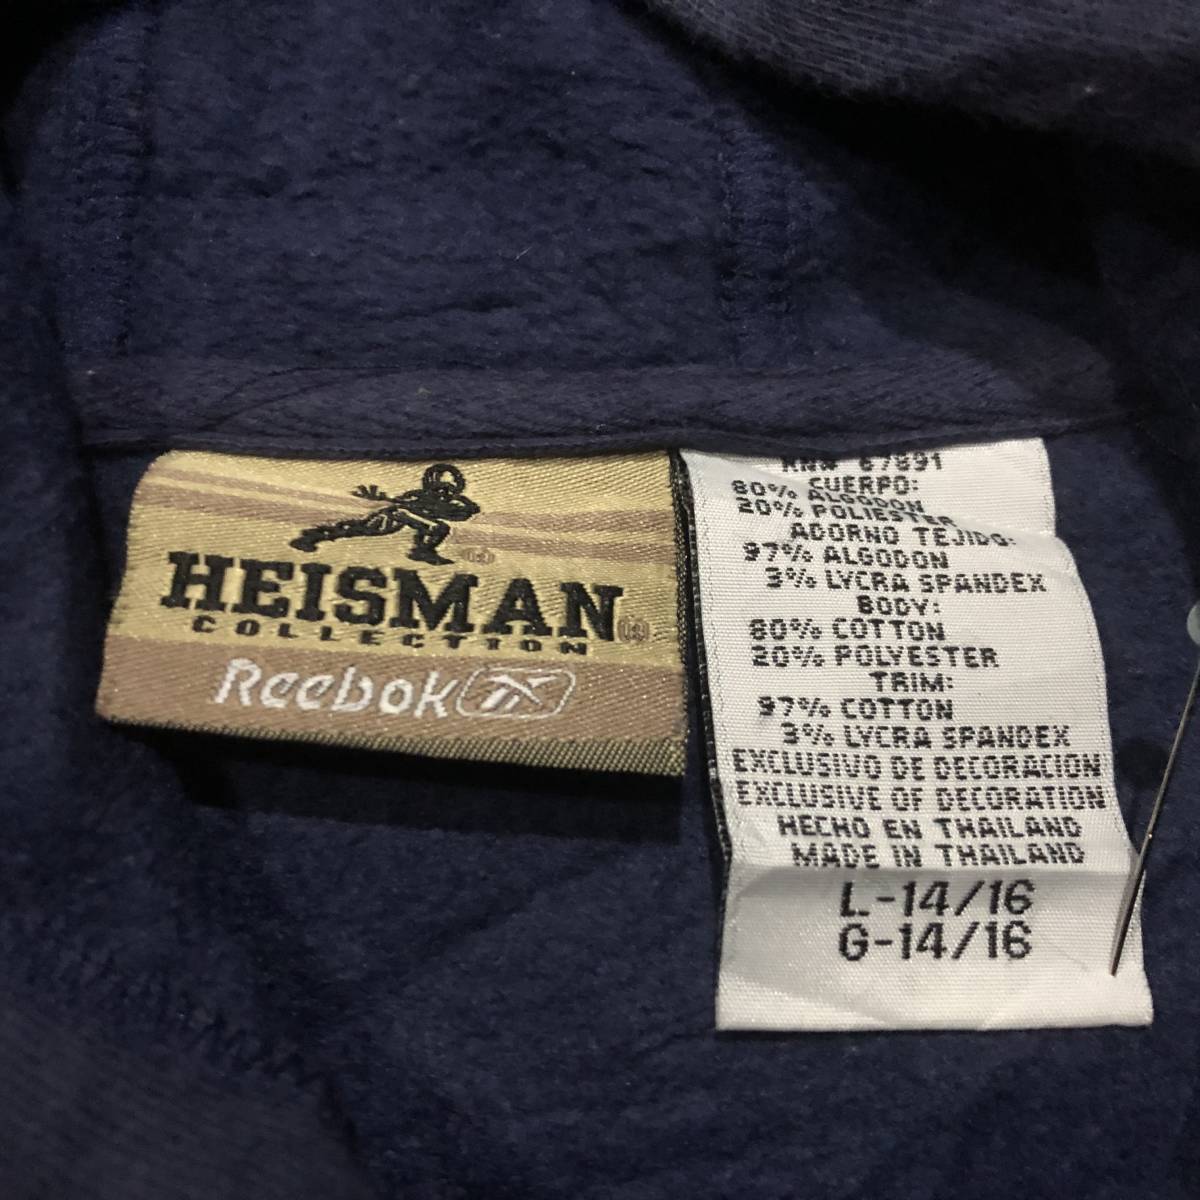 HEISMAN®
COLLECTION
Reebok
RN# 67891
CUERPO:
80% ALGODON
20% POLIESTER
ADORNO TEJIDO:
97% ALGODON
3% LYCRA SPANDEX
BODY:
80% COTTON
20% POLYESTER
TRIM:
97% COTTON
3% LYCRA SPANDEX
EXCLUSIVO DE DECORACION
EXCLUSIVE OF DECORATION
HECHO EN THAILAND
MADE IN THAILAND
L-14/16
G-14/16